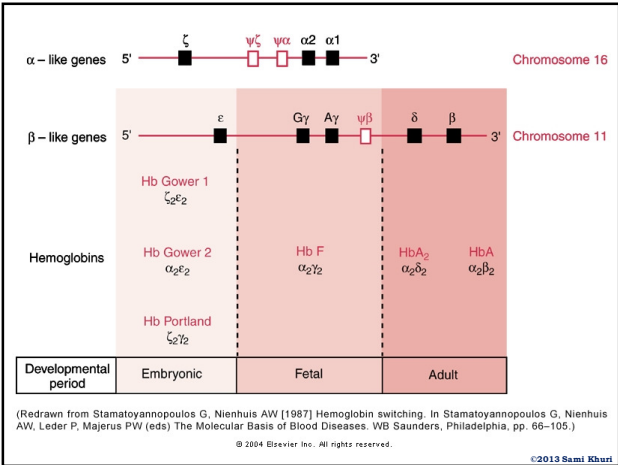 ζ ψζ ψα α2 α1
α – like genes 5' 3' Chromosome 16
ε Gγ Aγ ψβ δ β
β – like genes 5' 3' Chromosome 11
Hb Gower 1
ζ₂ε₂
Hemoglobins
Hb Gower 2
α₂ε₂
Hb F
α₂γ₂
HbA₂
α₂δ₂
HbA
α₂β₂
Hb Portland
ζ₂γ₂
Developmental period
Embryonic Fetal Adult
(Redrawn from Stamatoyannopoulos G, Nienhuis AW [1987] Hemoglobin switching. In Stamatoyannopoulos G, Nienhuis
AW, Leder P, Majerus PW (eds) The Molecular Basis of Blood Diseases. WB Saunders, Philadelphia, pp. 66–105.)
© 2004 Elsevier Inc. All rights reserved.
©2013 Sami Khuri